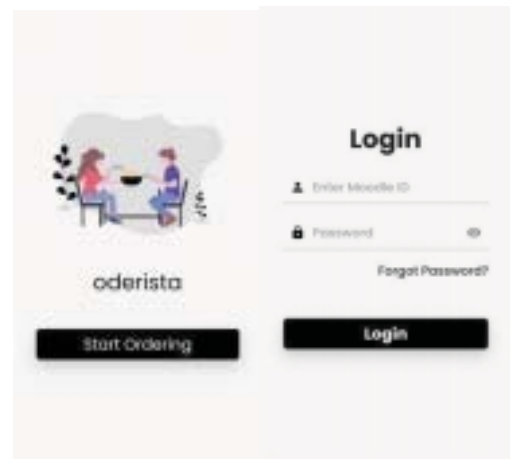 oderista
Start Ordering
Login
Enter Moodle ID
Password
Forgot Password?
Login